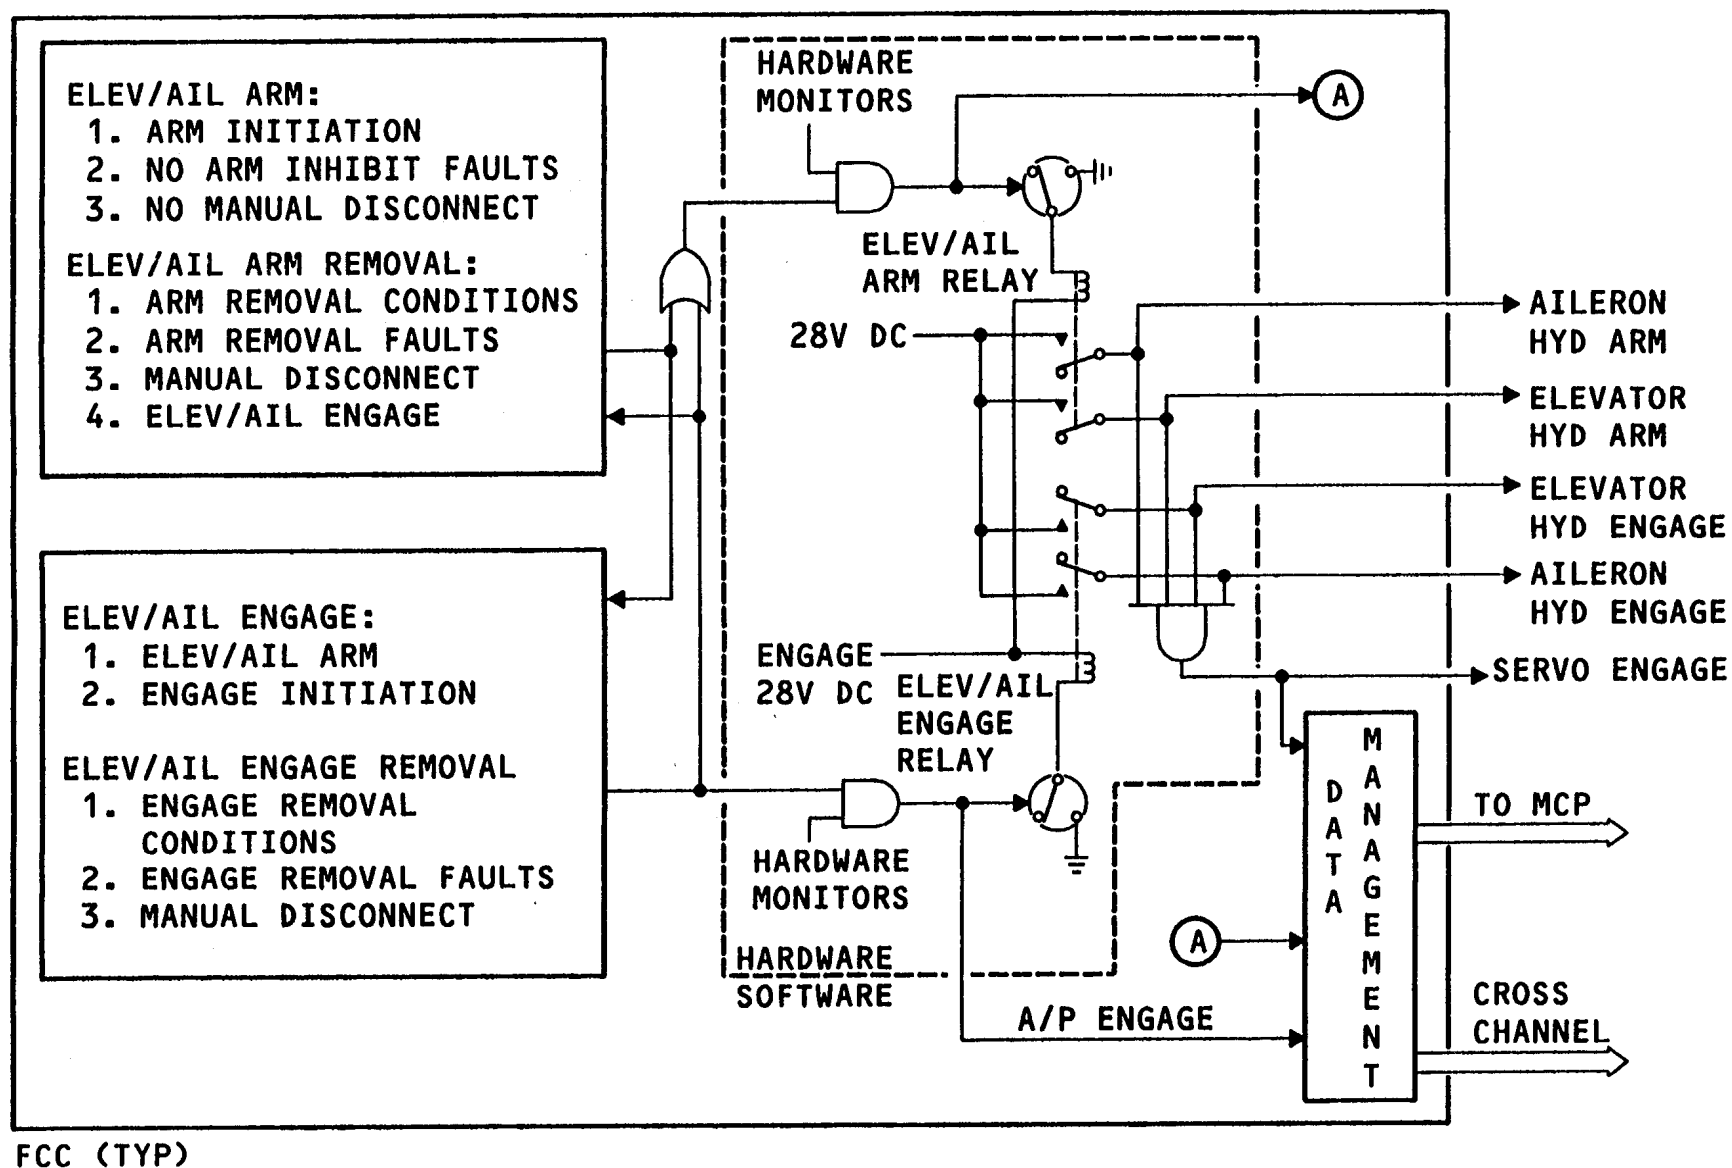 ELEV/AIL ARM:
1. ARM INITIATION
2. NO ARM INHIBIT FAULTS
3. NO MANUAL DISCONNECT
ELEV/AIL ARM REMOVAL:
1. ARM REMOVAL CONDITIONS
2. ARM REMOVAL FAULTS
3. MANUAL DISCONNECT
4. ELEV/AIL ENGAGE
ELEV/AIL ENGAGE:
1. ELEV/AIL ARM
2. ENGAGE INITIATION
ELEV/AIL ENGAGE REMOVAL
1. ENGAGE REMOVAL
CONDITIONS
2. ENGAGE REMOVAL FAULTS
3. MANUAL DISCONNECT
HARDWARE
MONITORS
A
ELEV/AIL
ARM RELAY
28V DC
ENGAGE
28V DC
ELEV/AIL
ENGAGE
RELAY
HARDWARE
MONITORS
HARDWARE
SOFTWARE
A/P ENGAGE
A
AILERON
HYD ARM
ELEVATOR
HYD ARM
ELEVATOR
HYD ENGAGE
AILERON
HYD ENGAGE
SERVO ENGAGE
DATA
MANAGEMENT
TO MCP
CROSS
CHANNEL
FCC (TYP)